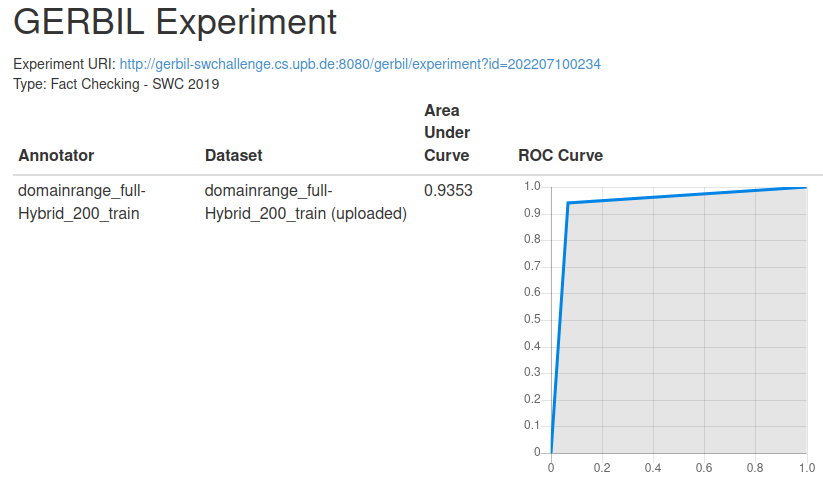 GERBIL Experiment
Experiment URI: http://gerbil-swchallenge.cs.upb.de:8080/gerbil/experiment?id=202207100234
Type: Fact Checking - SWC 2019
Area
Under
Annotator Dataset Curve ROC Curve
domainrange_full- domainrange_full- 0.9353
Hybrid_200_train Hybrid_200_train (uploaded)
1.0
0.9
0.8
0.7
0.6
0.5
0.4
0.3
0.2
0.1
0
0 0.2 0.4 0.6 0.8 1.0